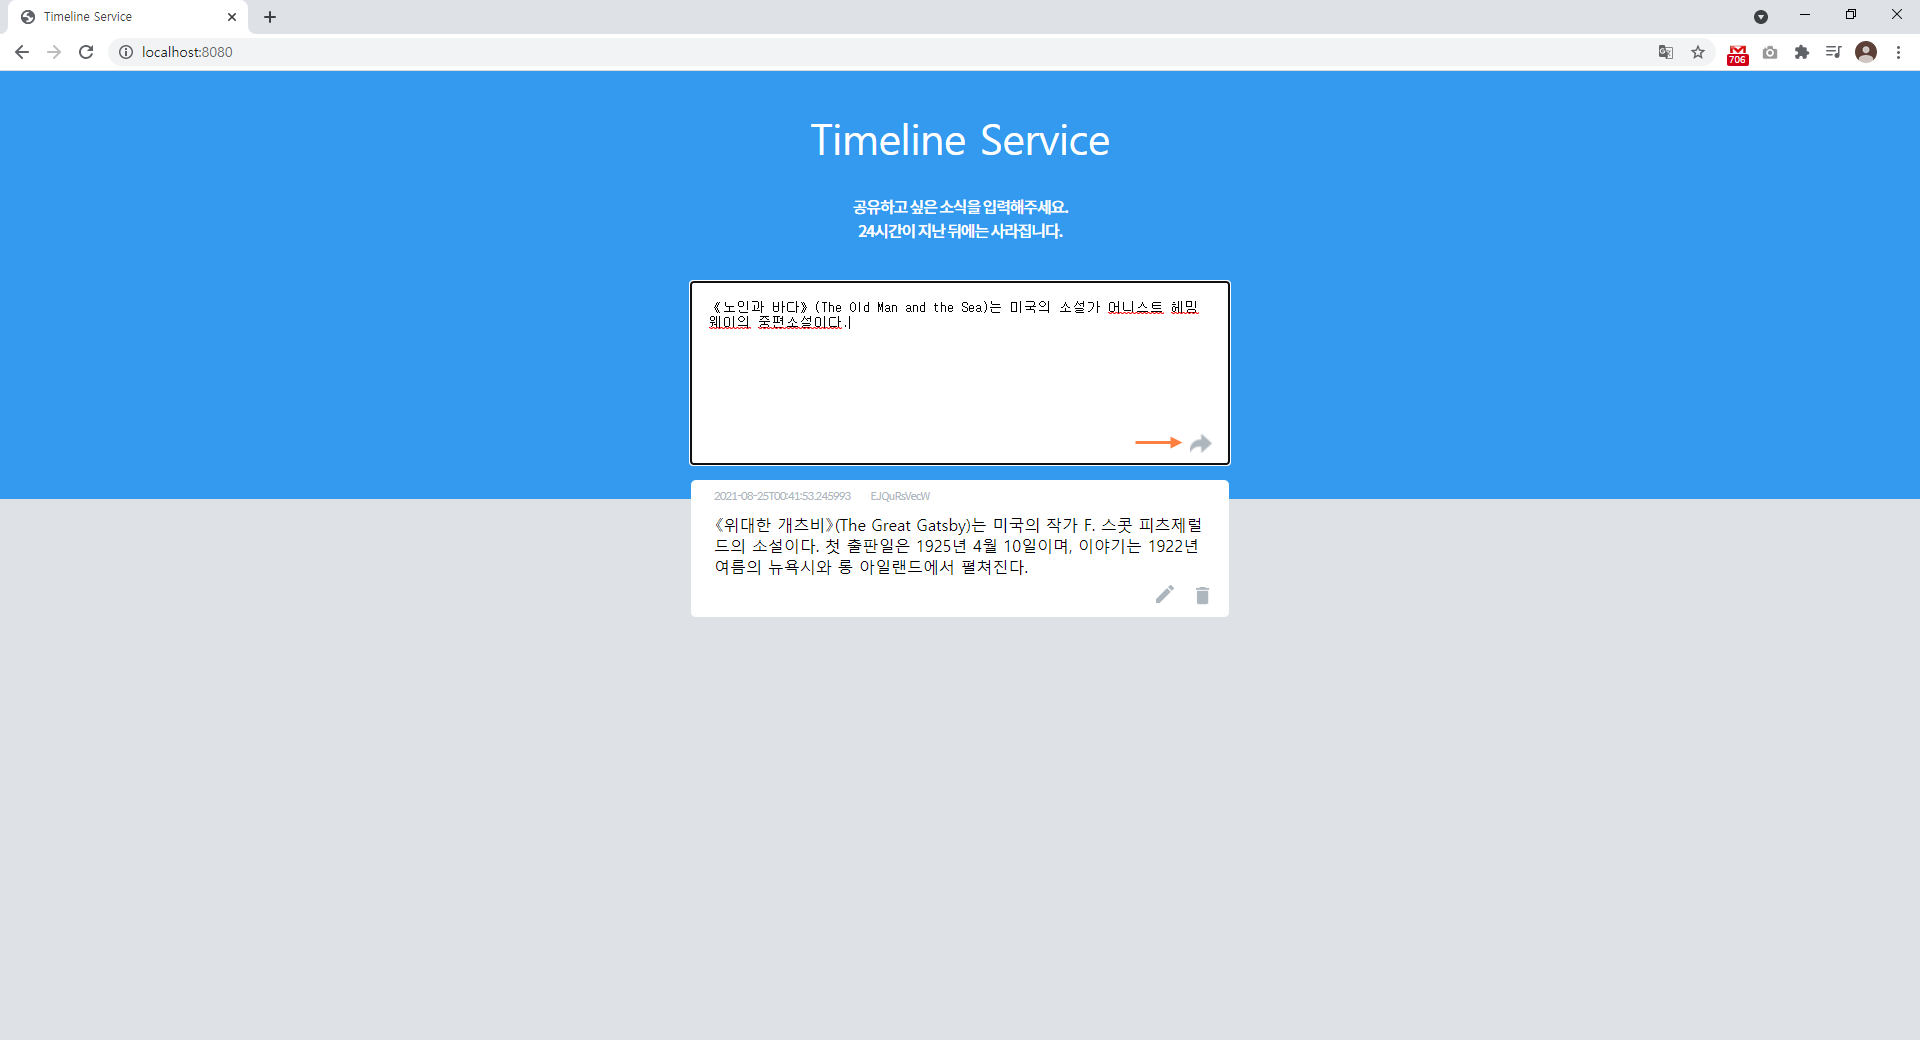 Timeline Service
localhost:8080
706
Timeline Service
공유하고 싶은 소식을 입력해주세요.
24시간이 지난 뒤에는 사라집니다.
《노인과 바다》(The Old Man and the Sea)는 미국의 소설가 어니스트 헤밍
웨이의 중편소설이다.
2021-08-25T00:41:53.245993 EJQuRsVecW
《위대한 개츠비》(The Great Gatsby)는 미국의 작가 F. 스콧 피츠제럴
드의 소설이다. 첫 출판일은 1925년 4월 10일이며, 이야기는 1922년
여름의 뉴욕시와 롱 아일랜드에서 펼쳐진다.